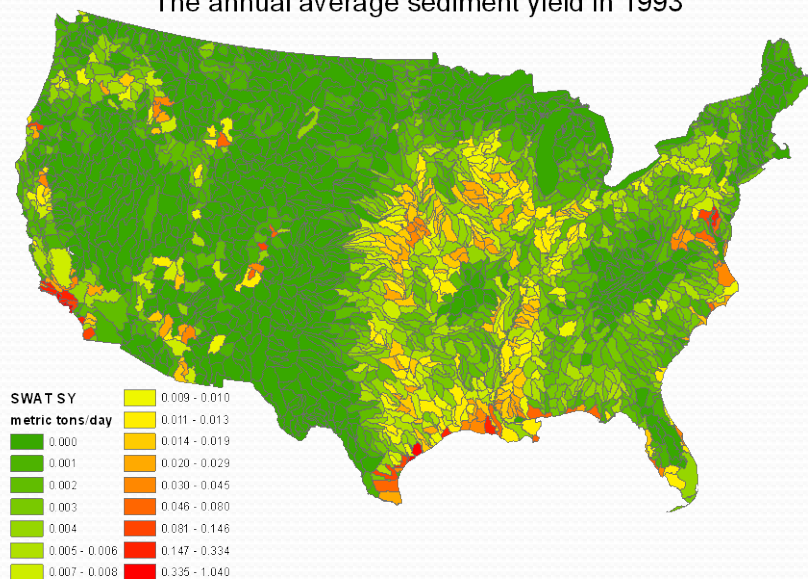 The annual average sediment yield in 1993
SWAT SY
metric tons/day
0.000
0.001
0.002
0.003
0.004
0.005 - 0.006
0.007 - 0.008
0.009 - 0.010
0.011 - 0.013
0.014 - 0.019
0.020 - 0.029
0.030 - 0.045
0.046 - 0.080
0.081 - 0.146
0.147 - 0.334
0.335 - 1.040